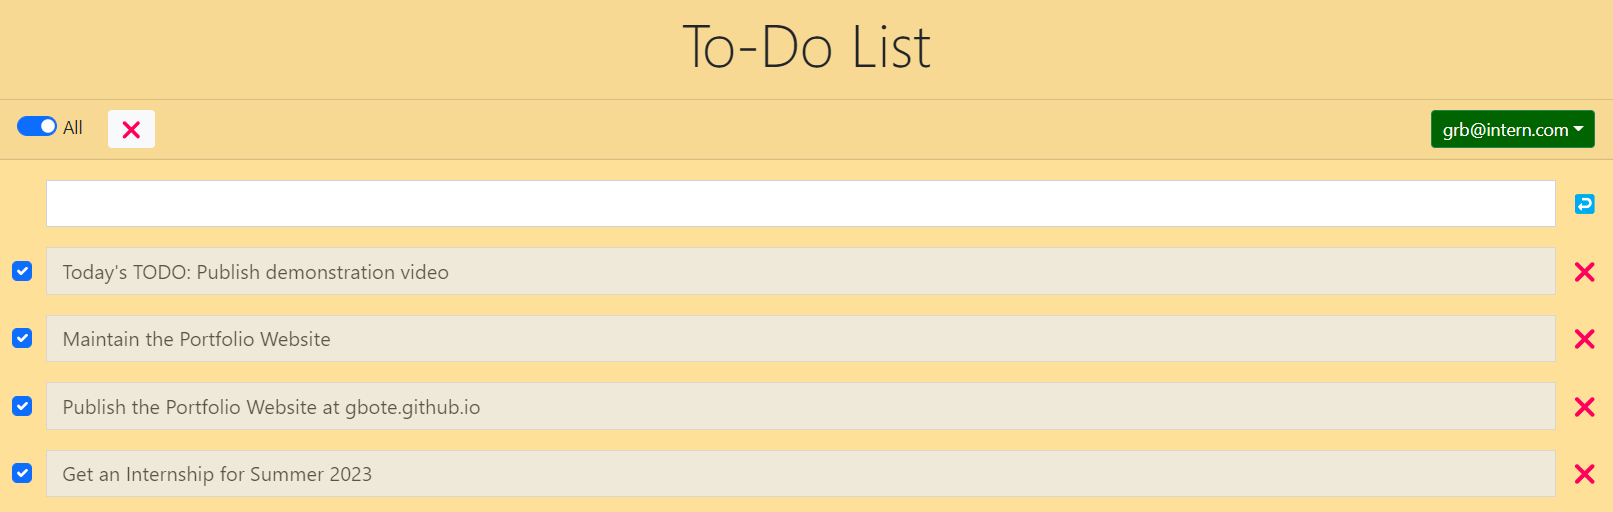 To-Do List
All
grb@intern.com
Today's TODO: Publish demonstration video
Maintain the Portfolio Website
Publish the Portfolio Website at gbote.github.io
Get an Internship for Summer 2023